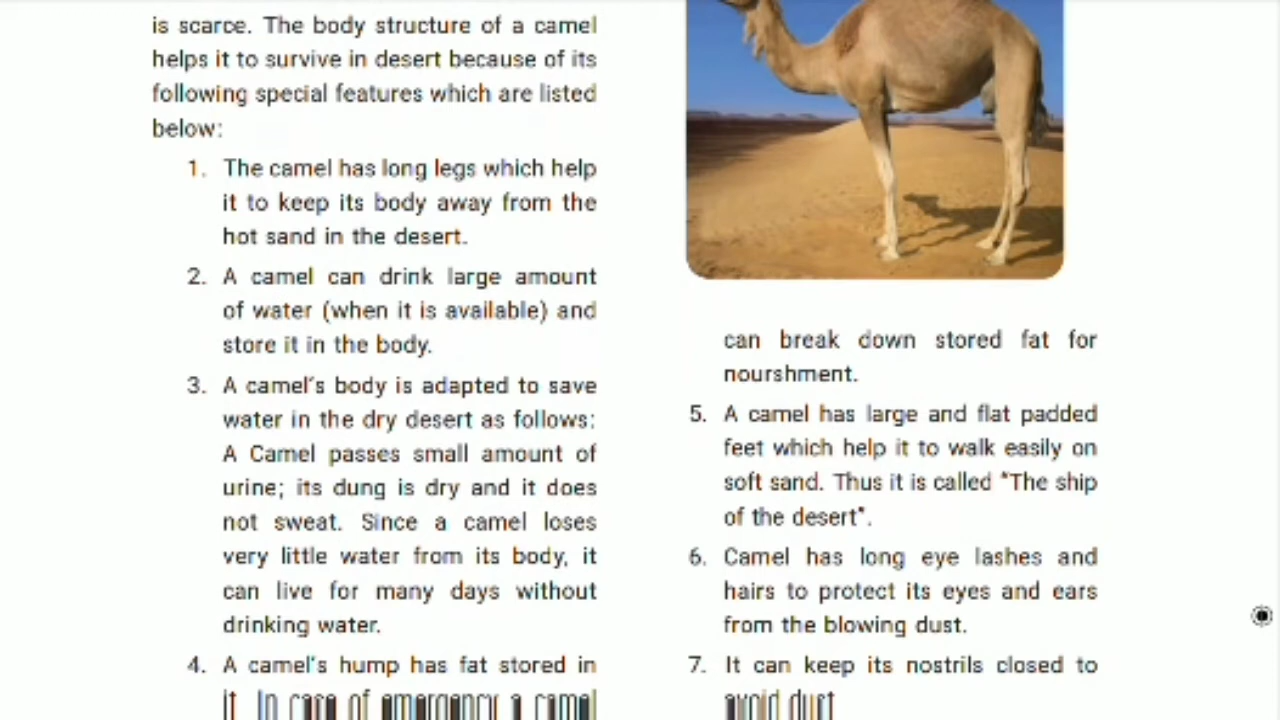 is scarce. The body structure of a camel
helps it to survive in desert because of its
following special features which are listed
below:
1. The camel has long legs which help
it to keep its body away from the
hot sand in the desert.
2. A camel can drink large amount
of water (when it is available) and
store it in the body.
3. A camel's body is adapted to save
water in the dry desert as follows:
A Camel passes small amount of
urine; its dung is dry and it does
not sweat. Since a camel loses
very little water from its body, it
can live for many days without
drinking water.
4. A camel's hump has fat stored in
it. In case of emergency a camel
can break down stored fat for
nourshment.
5. A camel has large and flat padded
feet which help it to walk easily on
soft sand. Thus it is called "The ship
of the desert".
6. Camel has long eye lashes and
hairs to protect its eyes and ears
from the blowing dust.
7. It can keep its nostrils closed to
avoid dust